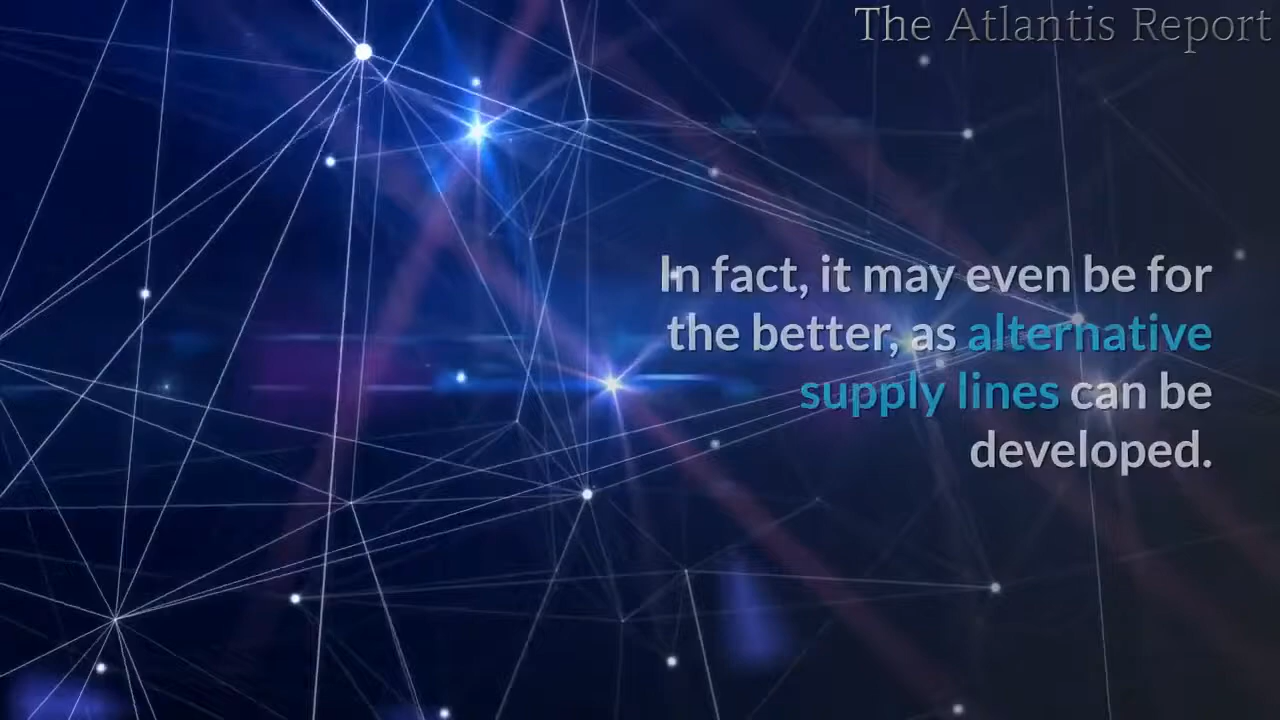 The Atlantis Report
In fact, it may even be for
the better, as alternative
supply lines can be
developed.